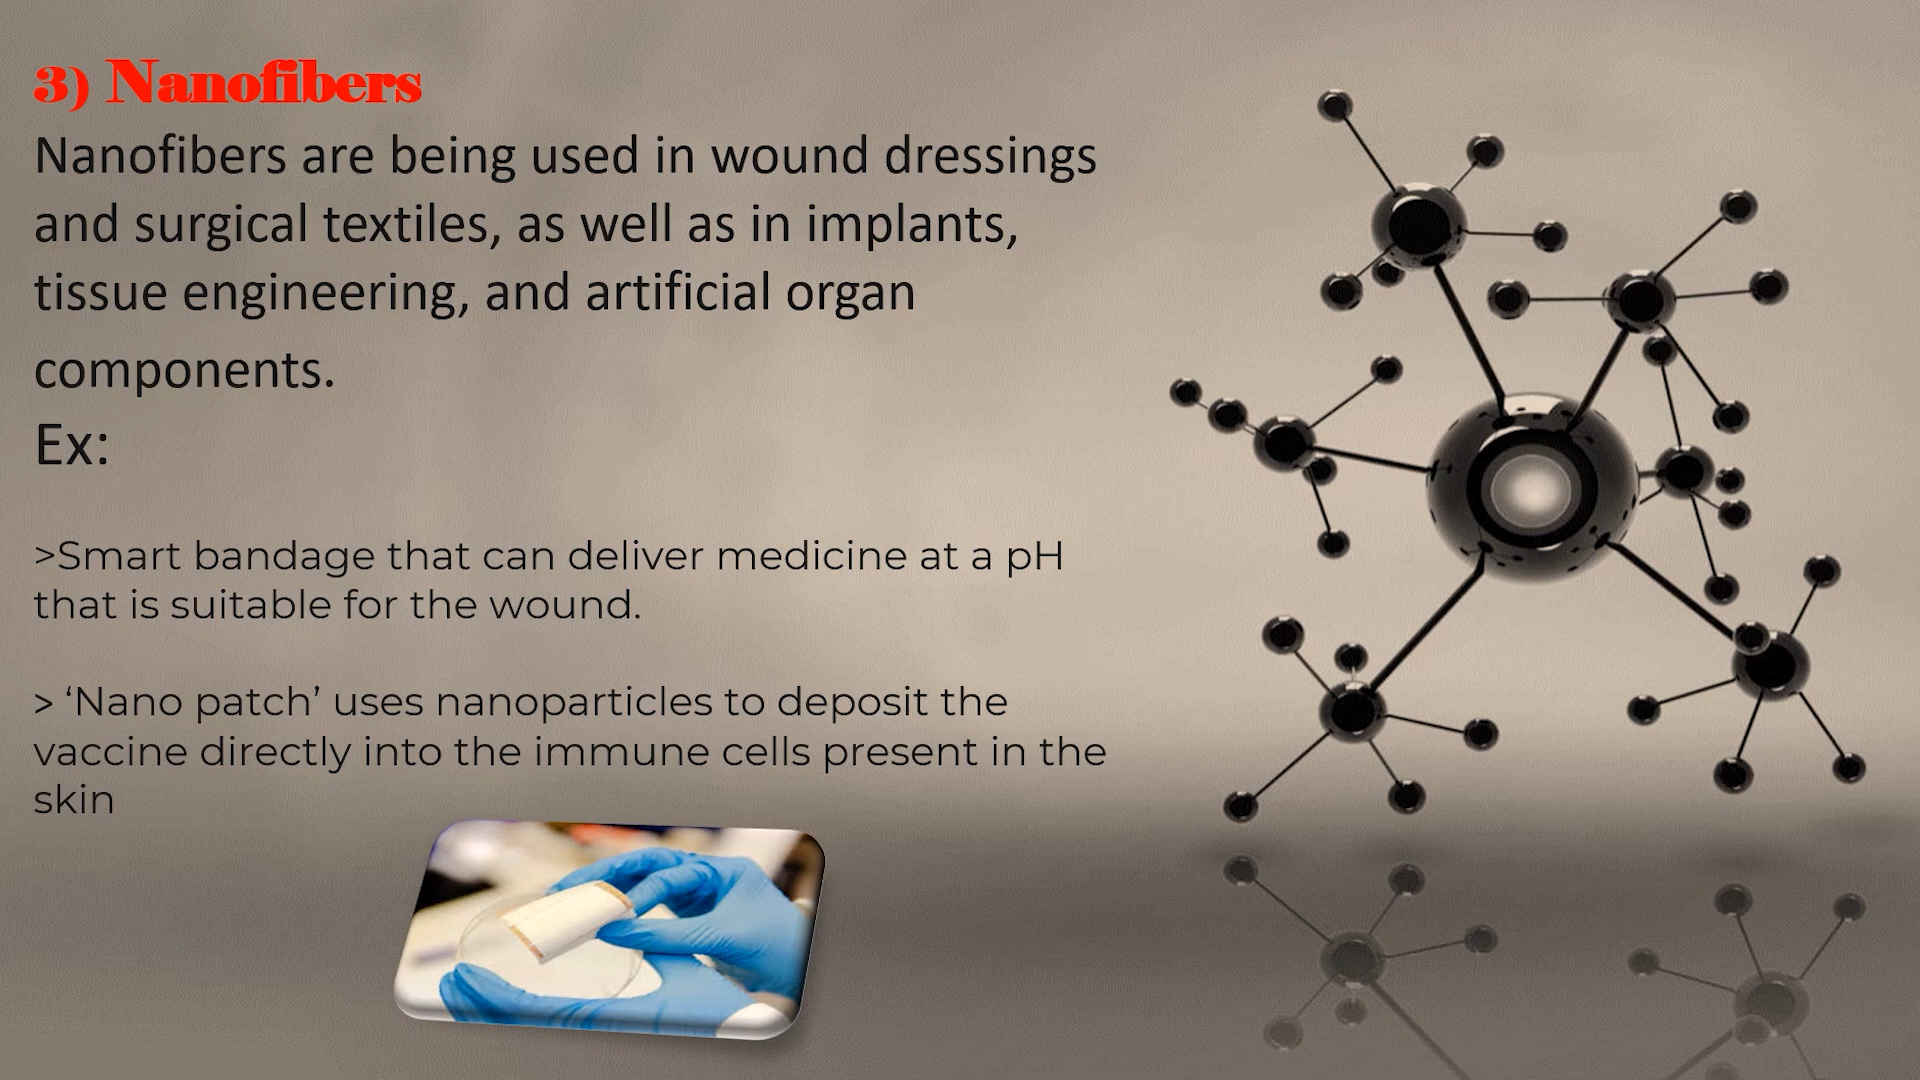 3) Nanofibers
Nanofibers are being used in wound dressings
and surgical textiles, as well as in implants,
tissue engineering, and artificial organ
components.
Ex:
>Smart bandage that can deliver medicine at a pH
that is suitable for the wound.
> ‘Nano patch’ uses nanoparticles to deposit the
vaccine directly into the immune cells present in the
skin